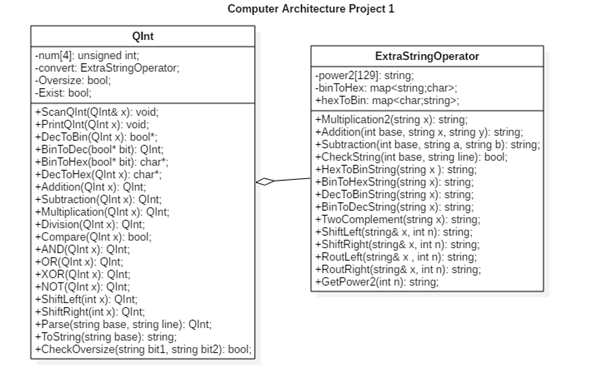 Computer Architecture Project 1
QInt
-num[4]: unsigned int;
-convert: ExtraStringOperator;
-Oversize: bool;
-Exist: bool;
+ScanQInt(QInt& x): void;
+PrintQInt(QInt x): void;
+DecToBin(QInt x): bool*;
+BinToDec(bool* bit): QInt;
+BinToHex(bool* bit): char*;
+DecToHex(QInt x): char*;
+Addition(QInt x): QInt;
+Subtraction(QInt x): QInt;
+Multiplication(QInt x): QInt;
+Division(QInt x): QInt;
+Compare(QInt x): bool;
+AND(QInt x): QInt;
+OR(QInt x): QInt;
+XOR(QInt x): QInt;
+NOT(QInt x): QInt;
+ShiftLeft(int x): QInt;
+ShiftRight(int x): QInt;
+Parse(string base, string line): QInt;
+ToString(string base): string;
+CheckOversize(string bit1, string bit2): bool;
ExtraStringOperator
-power2[129]: string;
-binToHex: map<string;char>;
+hexToBin: map<char;string>;
+Multiplication2(string x): string;
+Addition(int base, string x, string y): string;
+Subtraction(int base, string a, string b): string;
+CheckString(int base, string line): bool;
+HexToBinString(string x ): string;
+BinToHexString(string x): string;
+DecToBinString(string x): string;
+BinToDecString(string x): string;
+TwoComplement(string x): string;
+ShiftLeft(string& x, int n): string;
+ShiftRight(string& x, int n): string;
+RoutLeft(string& x , int n): string;
+RoutRight(string& x, int n): string;
+GetPower2(int n): string;